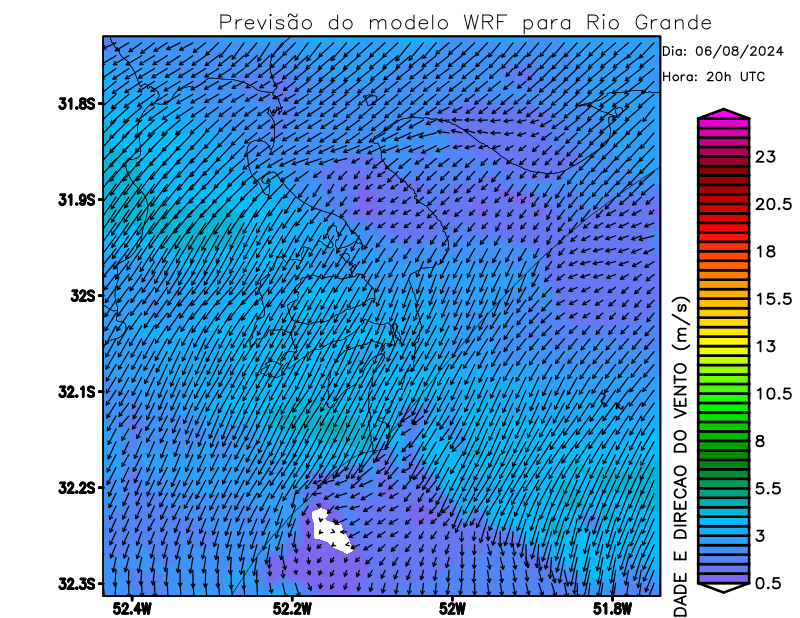 Previsão do modelo WRF para Rio Grande
Dia: 06/08/2024
Hora: 20h UTC
31.8S
31.9S
32S
32.1S
32.2S
32.3S
52.4W
52.2W
52W
51.8W
23
20.5
18
15.5
13
10.5
8
5.5
3
0.5
DADE E DIRECAO DO VENTO (m/s)